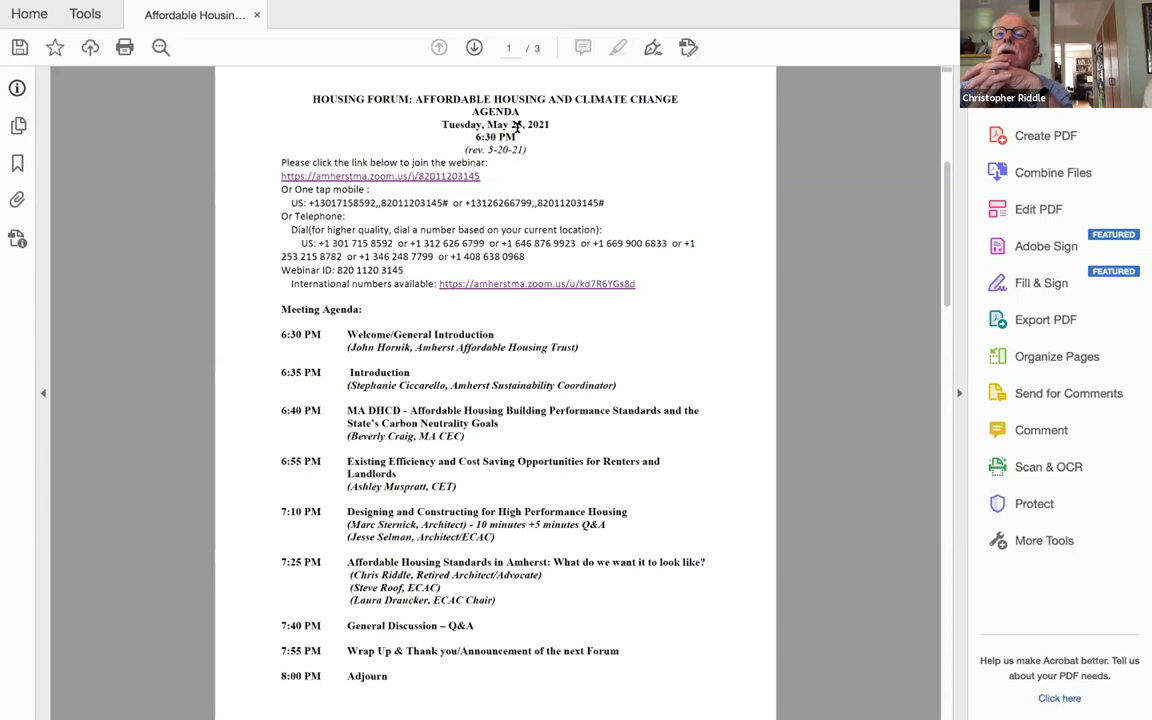 Home
Tools
Affordable Housin...
1 / 3
Christopher Riddle
HOUSING FORUM: AFFORDABLE HOUSING AND CLIMATE CHANGE
AGENDA
Tuesday, May 25, 2021
6:30 PM
(rev. 5-20-21)
Please click the link below to join the webinar:
https://amherstma.zoom.us/j/82011203145
Or One tap mobile :
US: +13017158592,,82011203145# or +13126266799,,82011203145#
Or Telephone:
Dial(for higher quality, dial a number based on your current location):
US: +1 301 715 8592 or +1 312 626 6799 or +1 646 876 9923 or +1 669 900 6833 or +1
253 215 8782 or +1 346 248 7799 or +1 408 638 0968
Webinar ID: 820 1120 3145
International numbers available: https://amherstma.zoom.us/u/kd7R6YGs8d
Meeting Agenda:
6:30 PM Welcome/General Introduction
(John Hornik, Amherst Affordable Housing Trust)
6:35 PM Introduction
(Stephanie Ciccarello, Amherst Sustainability Coordinator)
6:40 PM MA DHCD - Affordable Housing Building Performance Standards and the
State's Carbon Neutrality Goals
(Beverly Craig, MA CEC)
6:55 PM Existing Efficiency and Cost Saving Opportunities for Renters and
Landlords
(Ashley Muspratt, CET)
7:10 PM Designing and Constructing for High Performance Housing
(Marc Sternick, Architect) - 10 minutes +5 minutes Q&A
(Jesse Selman, Architect/ECAC)
7:25 PM Affordable Housing Standards in Amherst: What do we want it to look like?
(Chris Riddle, Retired Architect/Advocate)
(Steve Roof, ECAC)
(Laura Draucker, ECAC Chair)
7:40 PM General Discussion – Q&A
7:55 PM Wrap Up & Thank you/Announcement of the next Forum
8:00 PM Adjourn
Create PDF
Combine Files
Edit PDF
FEATURED
Adobe Sign
FEATURED
Fill & Sign
Export PDF
Organize Pages
Send for Comments
Comment
Scan & OCR
Protect
More Tools
Help us make Acrobat better. Tell us
about your PDF needs.
Click here